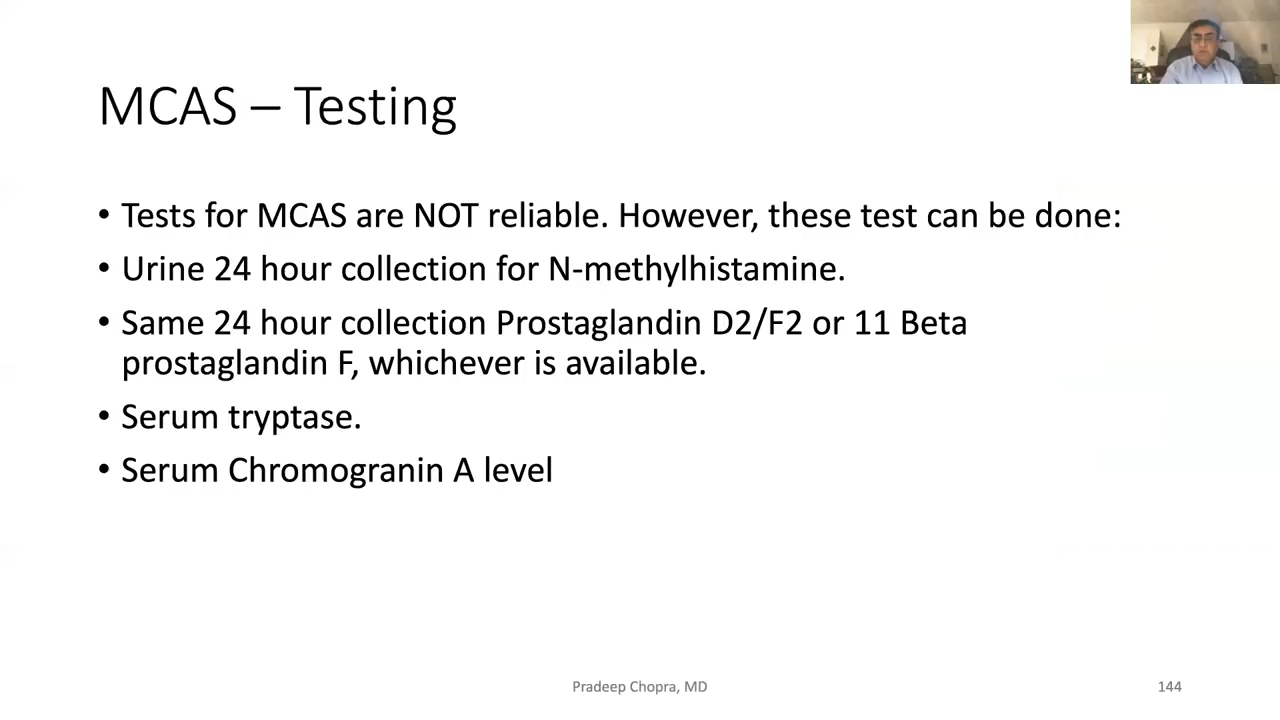 MCAS – Testing
• Tests for MCAS are NOT reliable. However, these test can be done:
• Urine 24 hour collection for N-methylhistamine.
• Same 24 hour collection Prostaglandin D2/F2 or 11 Beta
prostaglandin F, whichever is available.
• Serum tryptase.
• Serum Chromogranin A level
Pradeep Chopra, MD
144